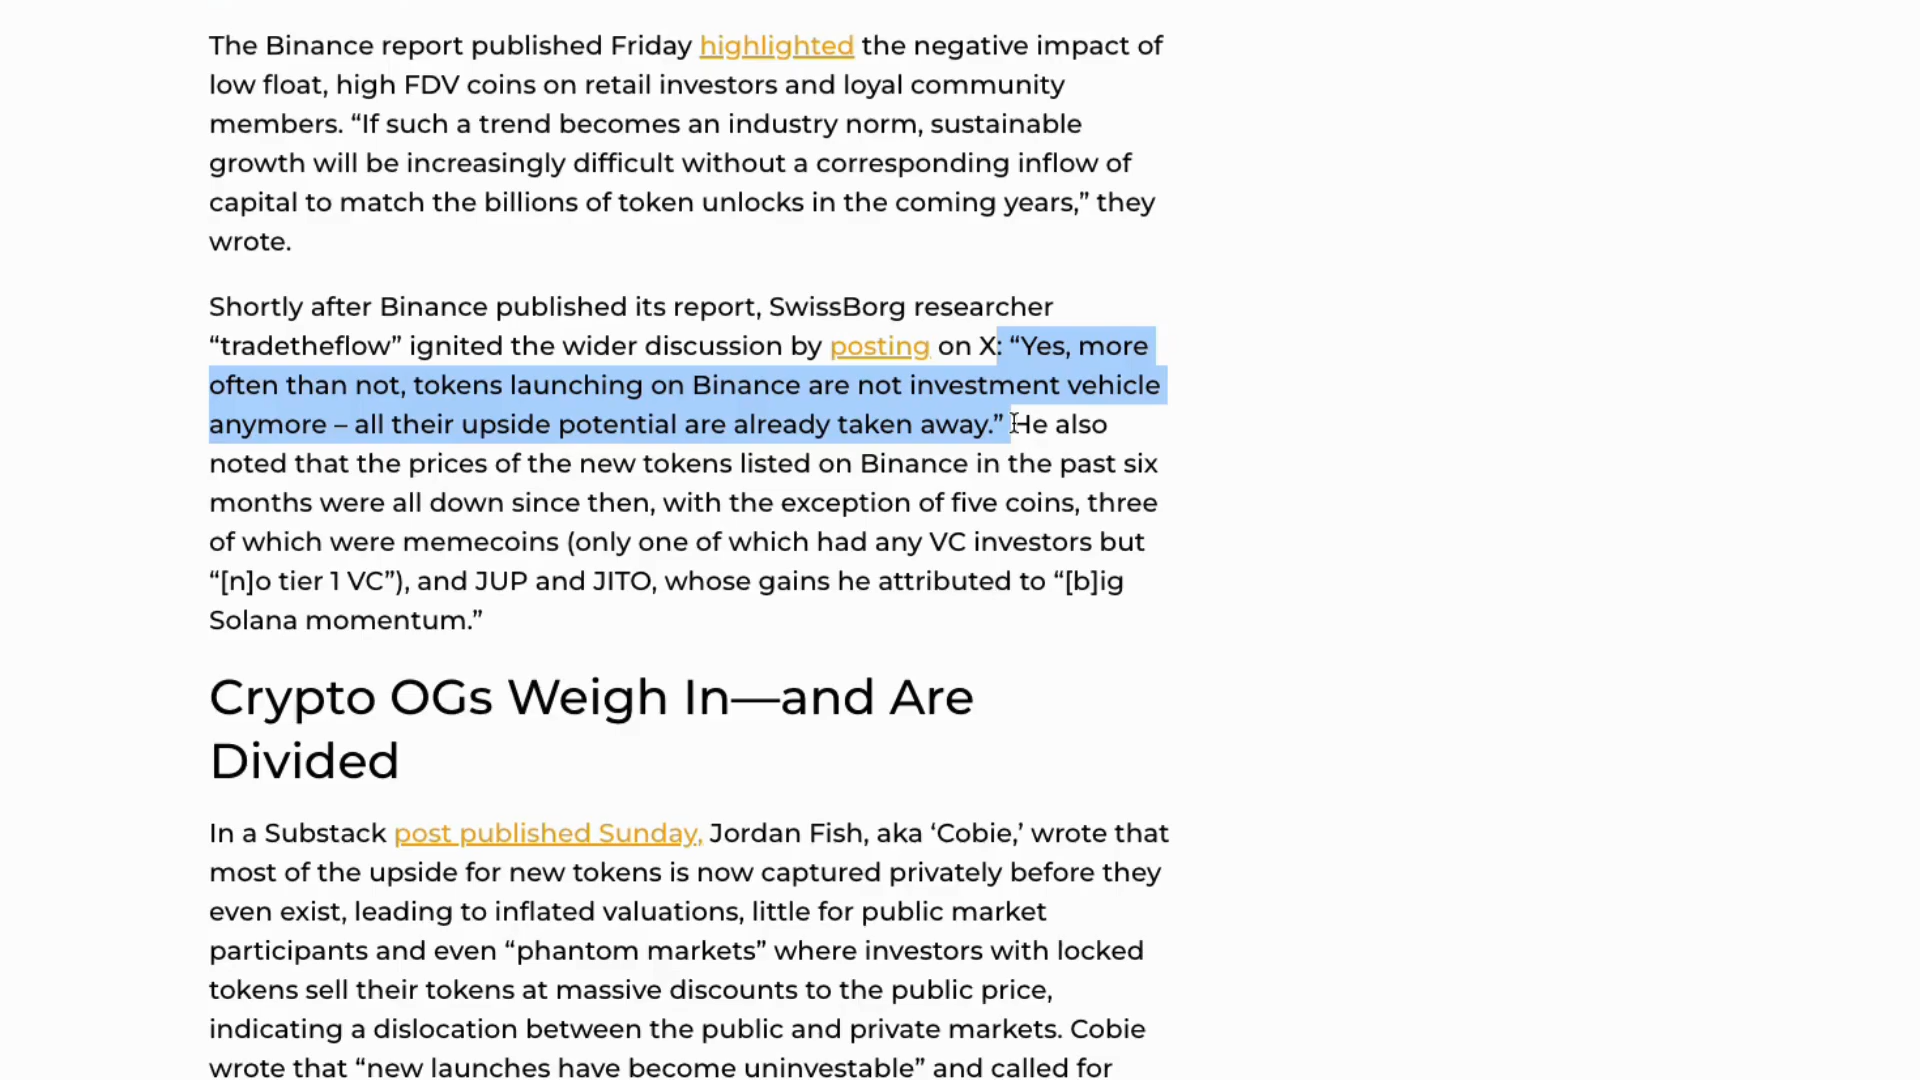 The Binance report published Friday highlighted the negative impact of
low float, high FDV coins on retail investors and loyal community
members. “If such a trend becomes an industry norm, sustainable
growth will be increasingly difficult without a corresponding inflow of
capital to match the billions of token unlocks in the coming years,” they
wrote.
Shortly after Binance published its report, SwissBorg researcher
“tradetheflow” ignited the wider discussion by posting on X: “Yes, more
often than not, tokens launching on Binance are not investment vehicle
anymore – all their upside potential are already taken away.” He also
noted that the prices of the new tokens listed on Binance in the past six
months were all down since then, with the exception of five coins, three
of which were memecoins (only one of which had any VC investors but
“[n]o tier 1 VC”), and JUP and JITO, whose gains he attributed to “[b]ig
Solana momentum.”
Crypto OGs Weigh In—and Are
Divided
In a Substack post published Sunday, Jordan Fish, aka ‘Cobie,’ wrote that
most of the upside for new tokens is now captured privately before they
even exist, leading to inflated valuations, little for public market
participants and even “phantom markets” where investors with locked
tokens sell their tokens at massive discounts to the public price,
indicating a dislocation between the public and private markets. Cobie
wrote that “new launches have become uninvestable” and called for